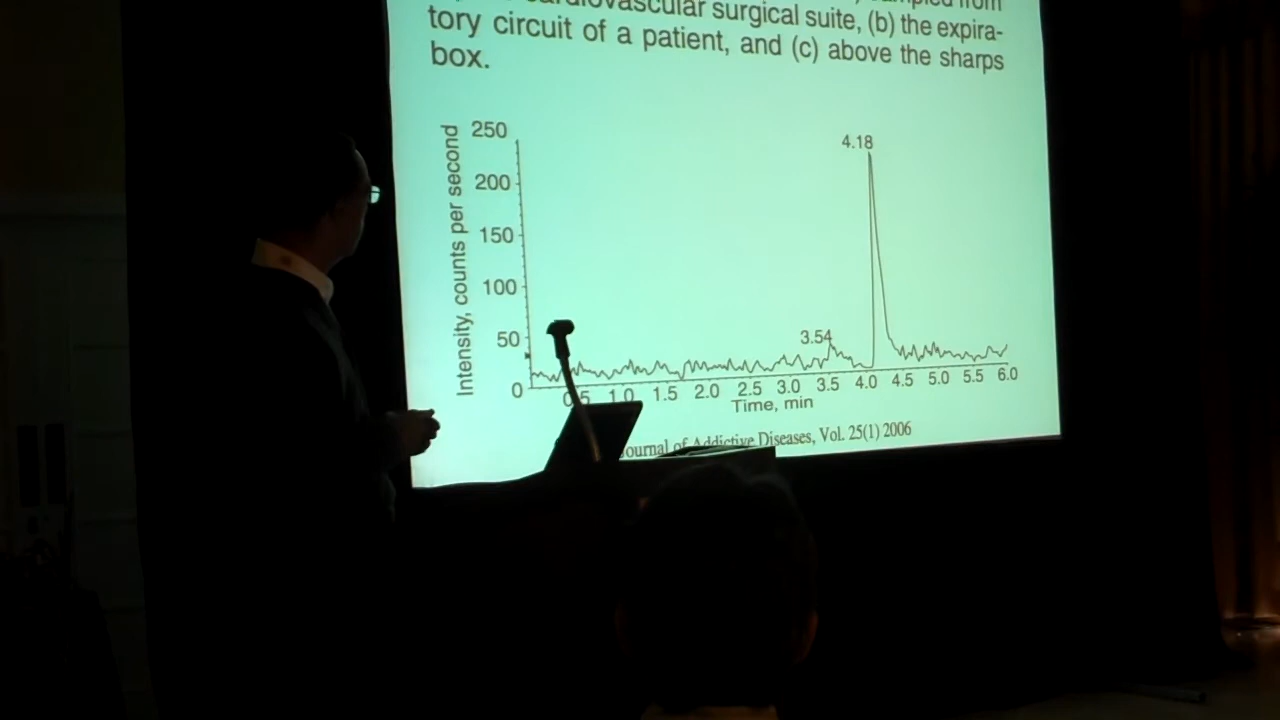 cardiovascular surgical suite, (b) the expira-
tory circuit of a patient, and (c) above the sharps
box.
Intensity, counts per second
250
200
150
100
50
0
4.18
3.54
0.5 1.0 1.5 2.0 2.5 3.0 3.5 4.0 4.5 5.0 5.5 6.0
Time, min
Journal of Addictive Diseases, Vol. 25(1) 2006